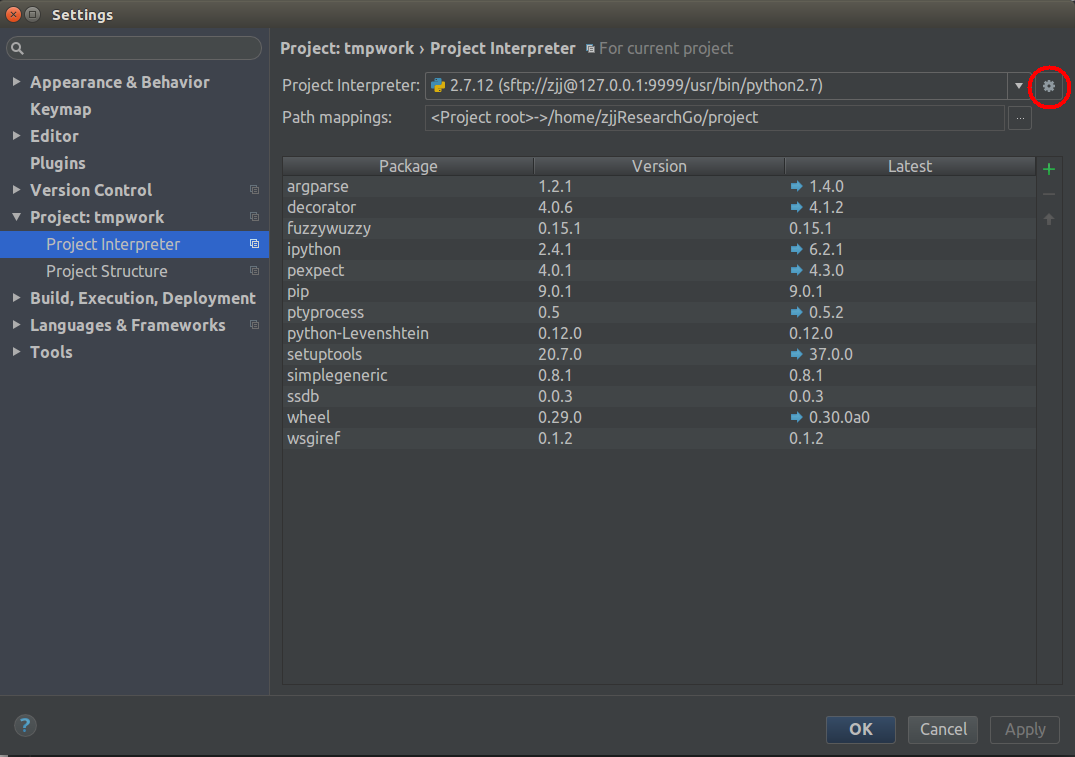 Settings
Project: tmpwork › Project Interpreter For current project
Appearance & Behavior
Keymap
Editor
Plugins
Version Control
Project: tmpwork
Project Interpreter
Project Structure
Build, Execution, Deployment
Languages & Frameworks
Tools
Project Interpreter: 2.7.12 (sftp://zjj@127.0.0.1:9999/usr/bin/python2.7)
Path mappings: <Project root>->/home/zjjResearchGo/project ...
Package Version Latest
argparse 1.2.1 1.4.0
decorator 4.0.6 4.1.2
fuzzywuzzy 0.15.1 0.15.1
ipython 2.4.1 6.2.1
pexpect 4.0.1 4.3.0
pip 9.0.1 9.0.1
ptyprocess 0.5 0.5.2
python-Levenshtein 0.12.0 0.12.0
setuptools 20.7.0 37.0.0
simplegeneric 0.8.1 0.8.1
ssdb 0.0.3 0.0.3
wheel 0.29.0 0.30.0a0
wsgiref 0.1.2 0.1.2
? OK Cancel Apply